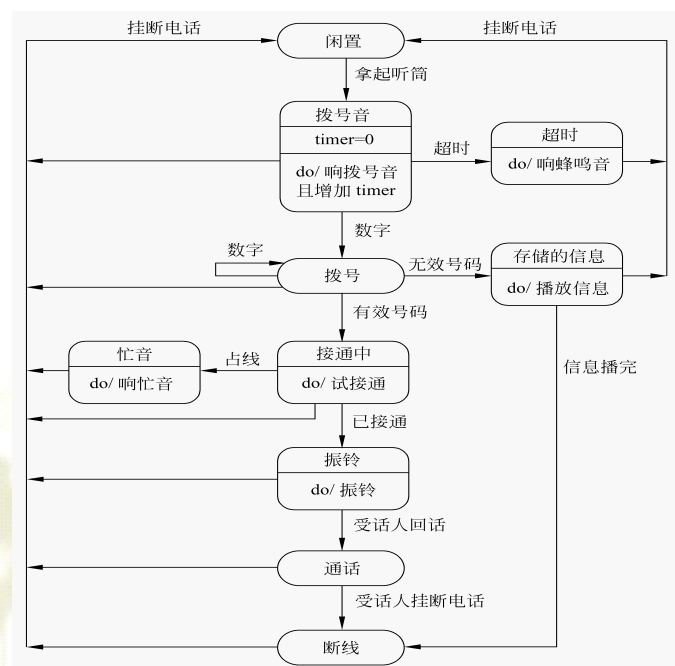 挂断电话
闲置
挂断电话
拿起听筒
拨号音
timer=0
do/ 响拨号音
且增加 timer
超时
超时
do/ 响蜂鸣音
数字
数字
拨号
无效号码
存储的信息
do/ 播放信息
有效号码
忙音
do/ 响忙音
占线
接通中
do/ 试接通
信息播完
已接通
振铃
do/ 振铃
受话人回话
通话
受话人挂断电话
断线